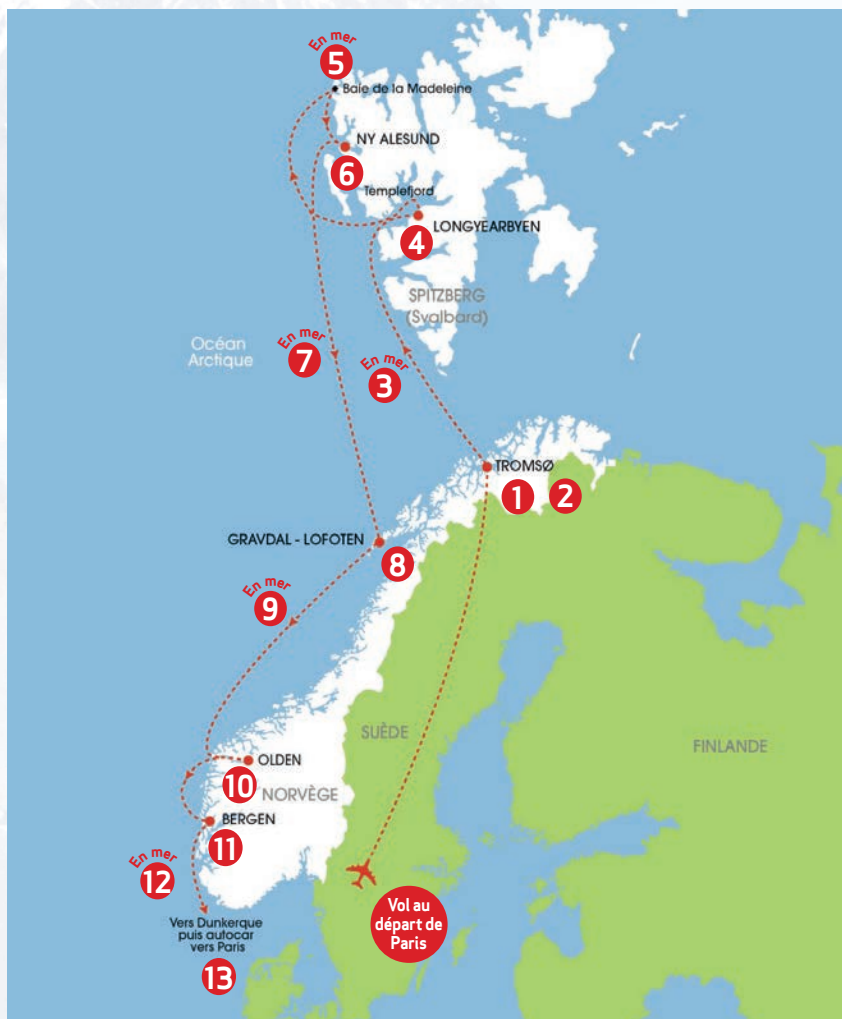 En mer
5
Baie de la Madeleine
NY ALESUND
6
Templefjord
LONGYEARBYEN
4
SPITZBERG
(Svalbard)
Océan
Arctique
En mer
7
En mer
3
TROMSØ
1
2
GRAVDAL - LOFOTEN
8
En mer
9
SUÈDE
FINLANDE
OLDEN
10
NORVÈGE
BERGEN
11
En mer
12
Vol au
départ de
Paris
Vers Dunkerque
puis autocar
vers Paris
13